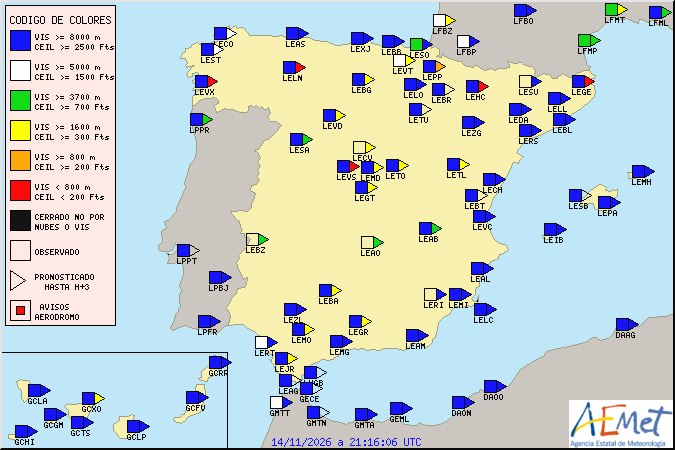 CODIGO DE COLORES
VIS >= 8000 m
CEIL >= 2500 Fts
VIS >= 5000 m
CEIL >= 1500 Fts
VIS >= 3700 m
CEIL >= 700 Fts
VIS >= 1600 m
CEIL >= 300 Fts
VIS >= 800 m
CEIL >= 200 Fts
VIS < 800 m
CEIL < 200 Fts
CERRADO NO POR
NUBES O VIS
OBSERVADO
PRONOSTICADO
HASTA H+3
AVISOS
AERODROMO
LFBO
LFMT
LFML
LECO
LEAS
LFBZ
LEXJ
LEBB
LESO
LFBP
LFMP
LEST
LEVT
LELN
LEPP
LEVX
LEBG
LELO
LEBR
LEHC
LESU
LEGE
LELL
LPPR
LEVD
LETU
LEDA
LEZG
LEBL
LERS
LESA
LECV
LEVS
LEMD
LETO
LETL
LEMH
LECH
LEGT
LEBT
LESB
LEPA
LEVC
LEBZ
LEAB
LEIB
LEAO
LPPT
LEAL
LPBJ
LEBA
LERI
LEMI
LEZL
LELC
LPFR
LEMO
LEGR
DAAG
LERT
LEMG
LEAM
LEJR
GCRR
LEAG
LXGB
GCLA
GCXO
GCFV
GECE
DAOO
GMTT
DAON
GCGM
GCTS
GCLP
GMTN
GMTA
GEML
GCHI
14/11/2026 a 21:16:06 UTC
AEMet
Agencia Estatal de Meteorología